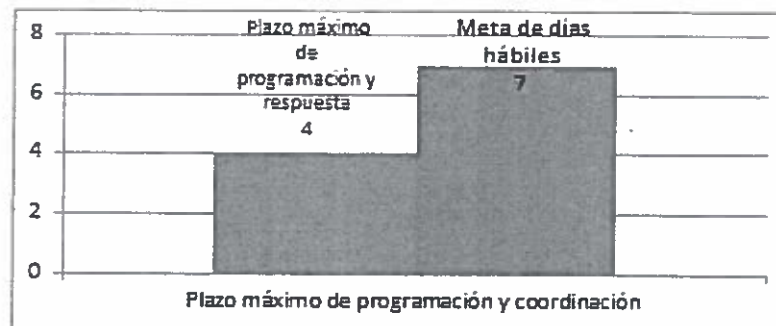 8
6
4
2
0
Plazo máximo
de
programación y
respuesta
4
Meta de días
hábiles
7
Plazo máximo de programación y coordinación